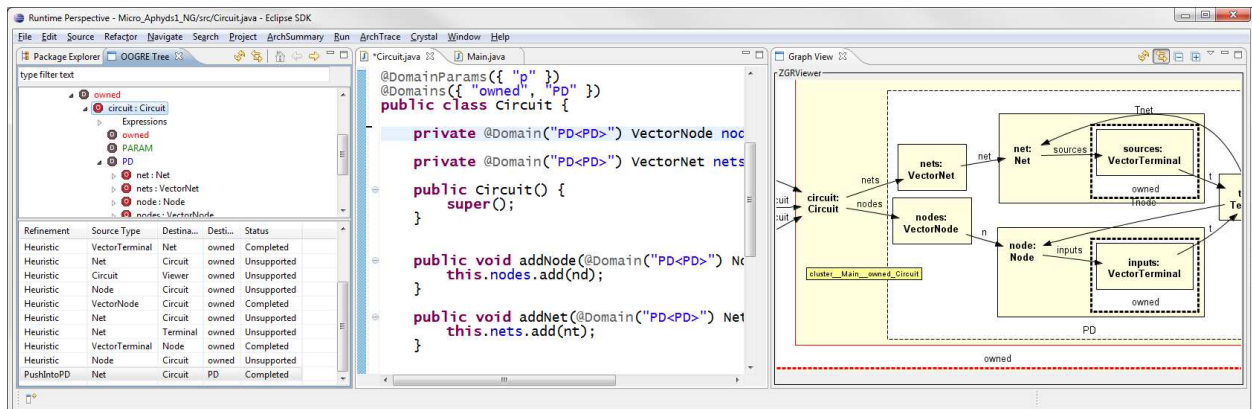 Runtime Perspective - Micro_Aphyds1_NG/src/Circuit.java - Eclipse SDK
File Edit Source Refactor Navigate Search Project ArchSummary Run ArchTrace Crystal Window Help
Package Explorer OOGRE Tree
type filter text
owned
circuit : Circuit
Expressions
owned
PARAM
PD
net : Net
nets : VectorNet
node : Node
nodes : VectorNode
Refinement Source Type Destina... Desti... Status
Heuristic VectorTerminal Net owned Completed
Heuristic Net Circuit owned Unsupported
Heuristic Circuit Viewer owned Unsupported
Heuristic Node Circuit owned Unsupported
Heuristic VectorNode Circuit owned Completed
Heuristic Net Circuit owned Unsupported
Heuristic Net Terminal owned Unsupported
Heuristic VectorTerminal Node owned Completed
Heuristic Node Circuit owned Unsupported
PushIntoPD Net Circuit PD Completed
*Circuit.java Main.java
@DomainParams({ "p" })
@Domains({ "owned", "PD" })
public class Circuit {
private @Domain("PD<PD>") VectorNode nod
private @Domain("PD<PD>") VectorNet nets
public Circuit() {
super();
}
public void addNode(@Domain("PD<PD>") No
this.nodes.add(nd);
}
public void addNet(@Domain("PD<PD>") Net
this.nets.add(nt);
}
Graph View
ZGRViewer
Tnet
net:
Net
sources
sources:
VectorTerminal
owned
nets:
VectorNet
net
nets
circuit:
Circuit
cuit
cuit
nodes
nodes:
VectorNode
n
Tnode
t
t
Te
node:
Node
inputs
inputs:
VectorTerminal
t
owned
cluster__Main__owned_Circuit
PD
owned